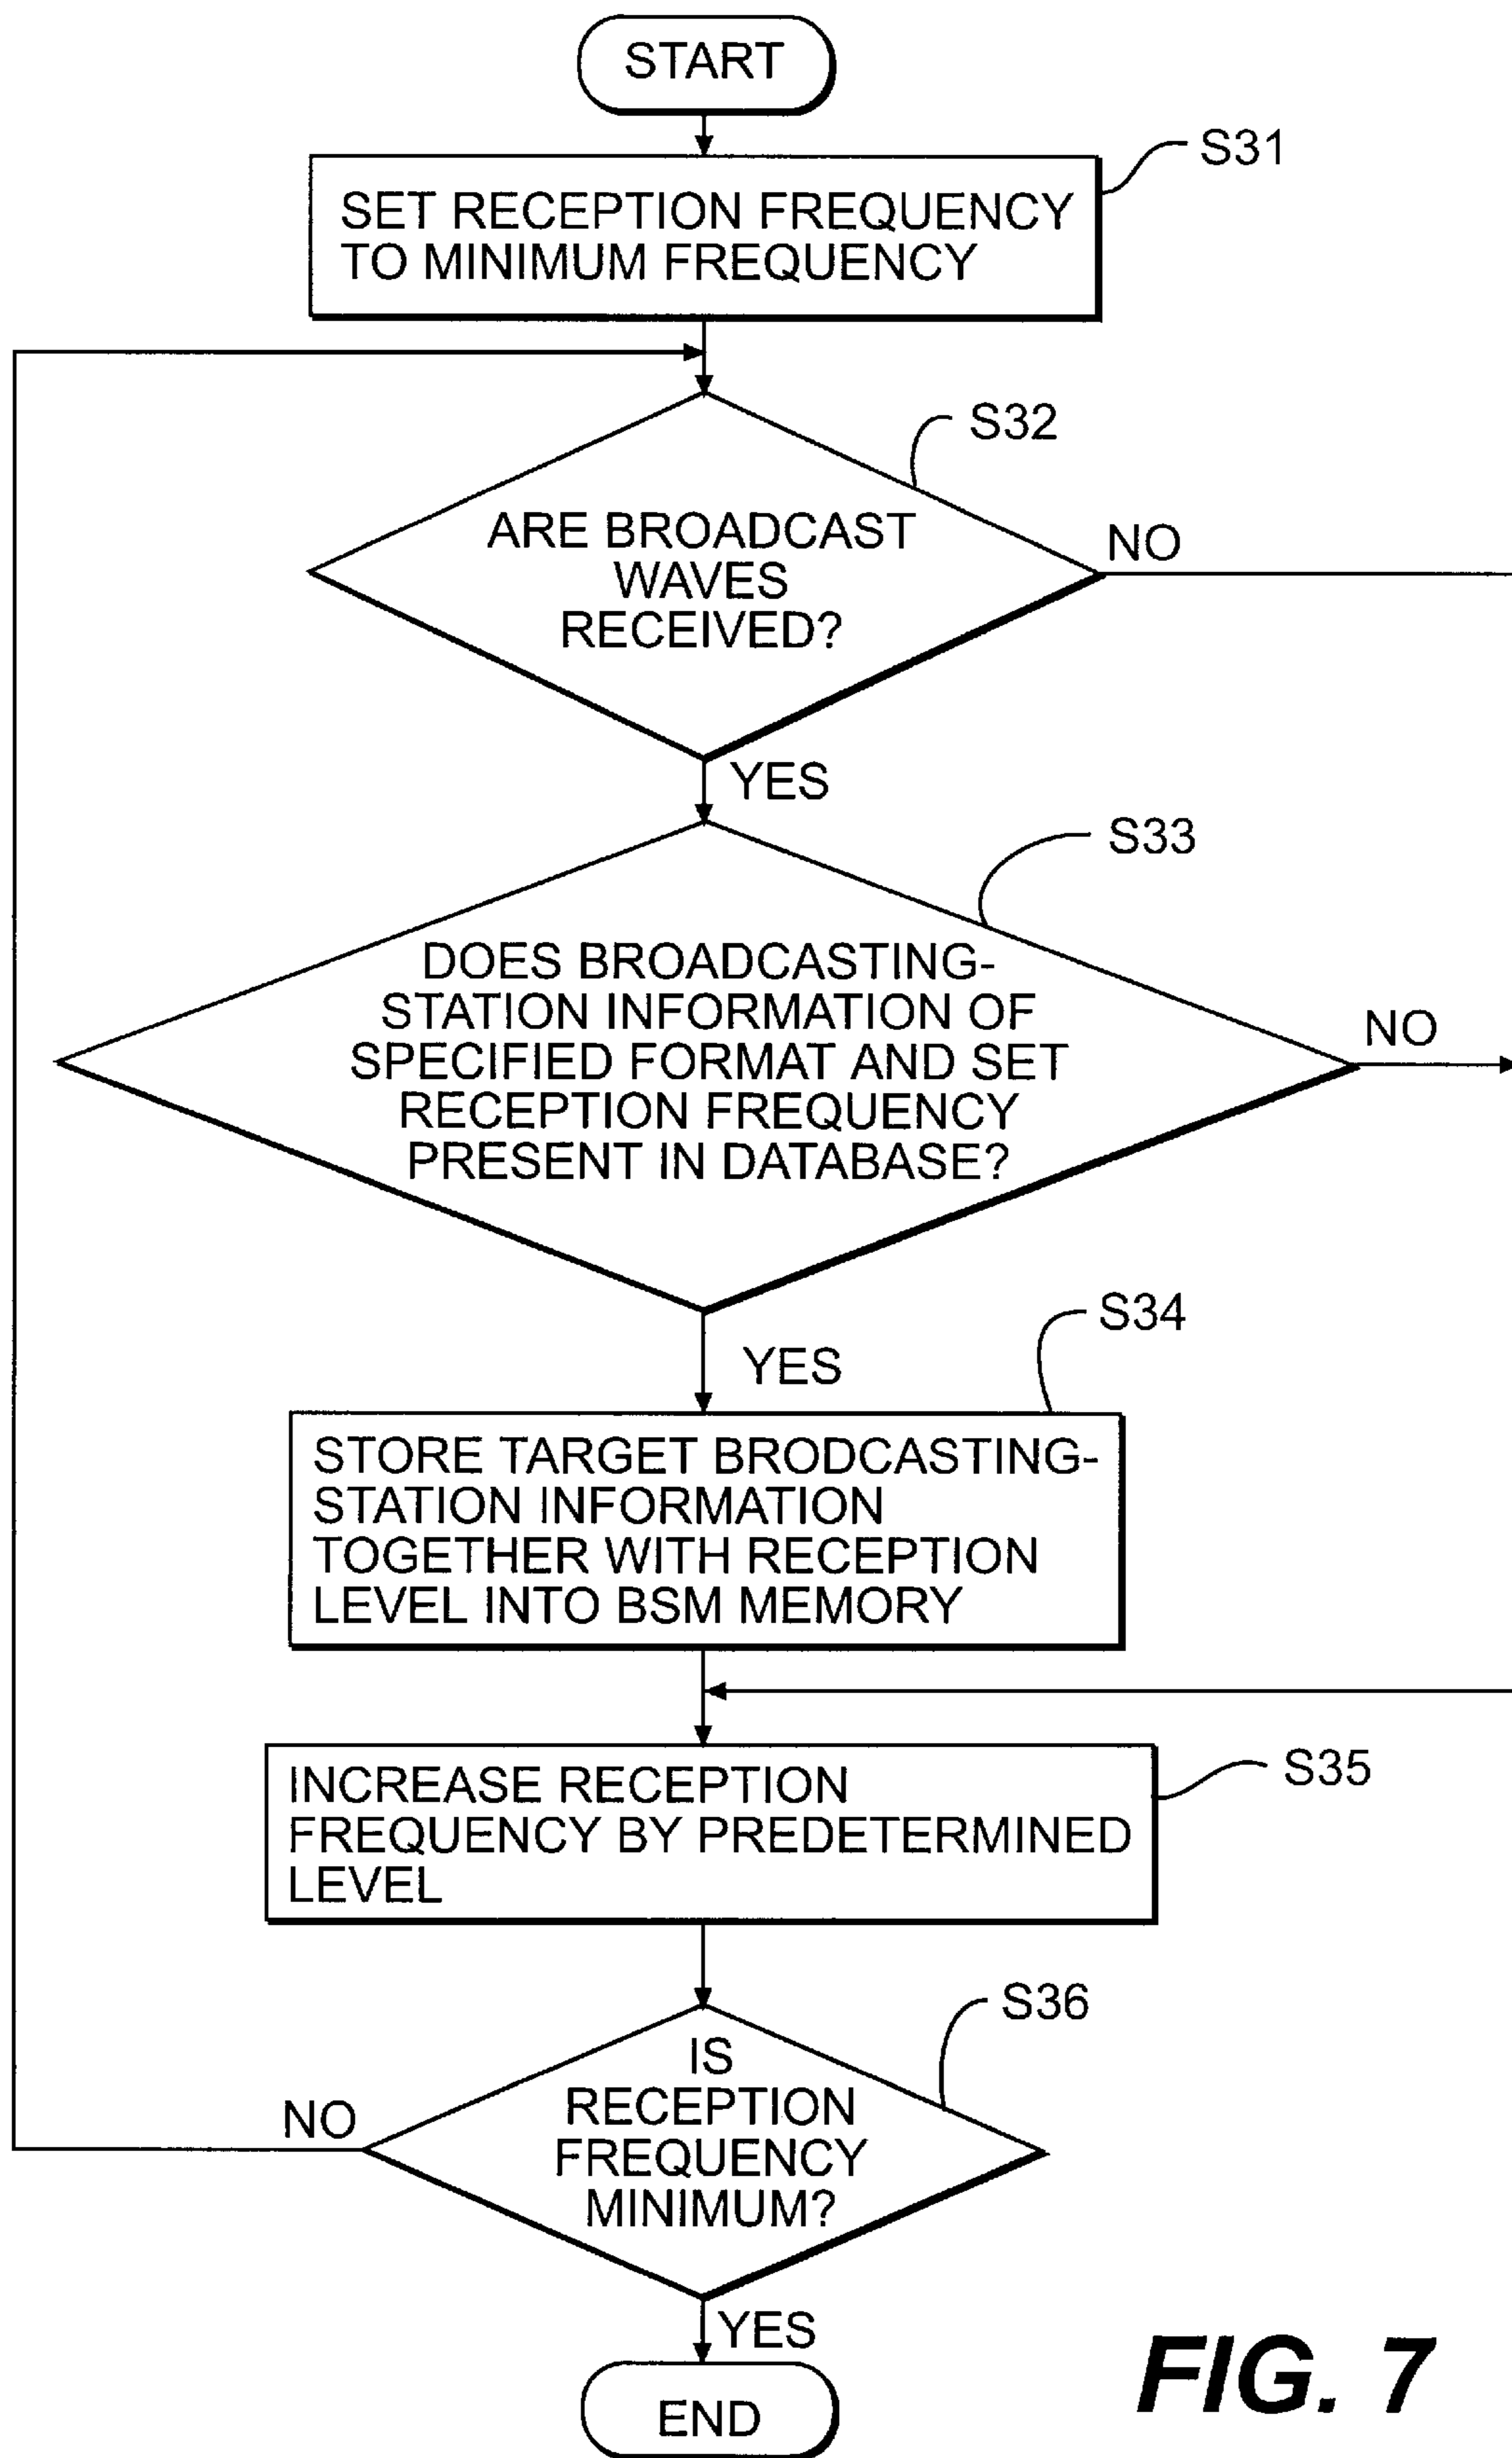 START
S31
SET RECEPTION FREQUENCY
TO MINIMUM FREQUENCY
S32
ARE BROADCAST
WAVES
RECEIVED?
NO
YES
S33
DOES BROADCASTING-
STATION INFORMATION OF
SPECIFIED FORMAT AND SET
RECEPTION FREQUENCY
PRESENT IN DATABASE?
NO
YES
S34
STORE TARGET BRODCASTING-
STATION INFORMATION
TOGETHER WITH RECEPTION
LEVEL INTO BSM MEMORY
S35
INCREASE RECEPTION
FREQUENCY BY PREDETERMINED
LEVEL
S36
IS
RECEPTION
FREQUENCY
MINIMUM?
NO
YES
END
FIG. 7